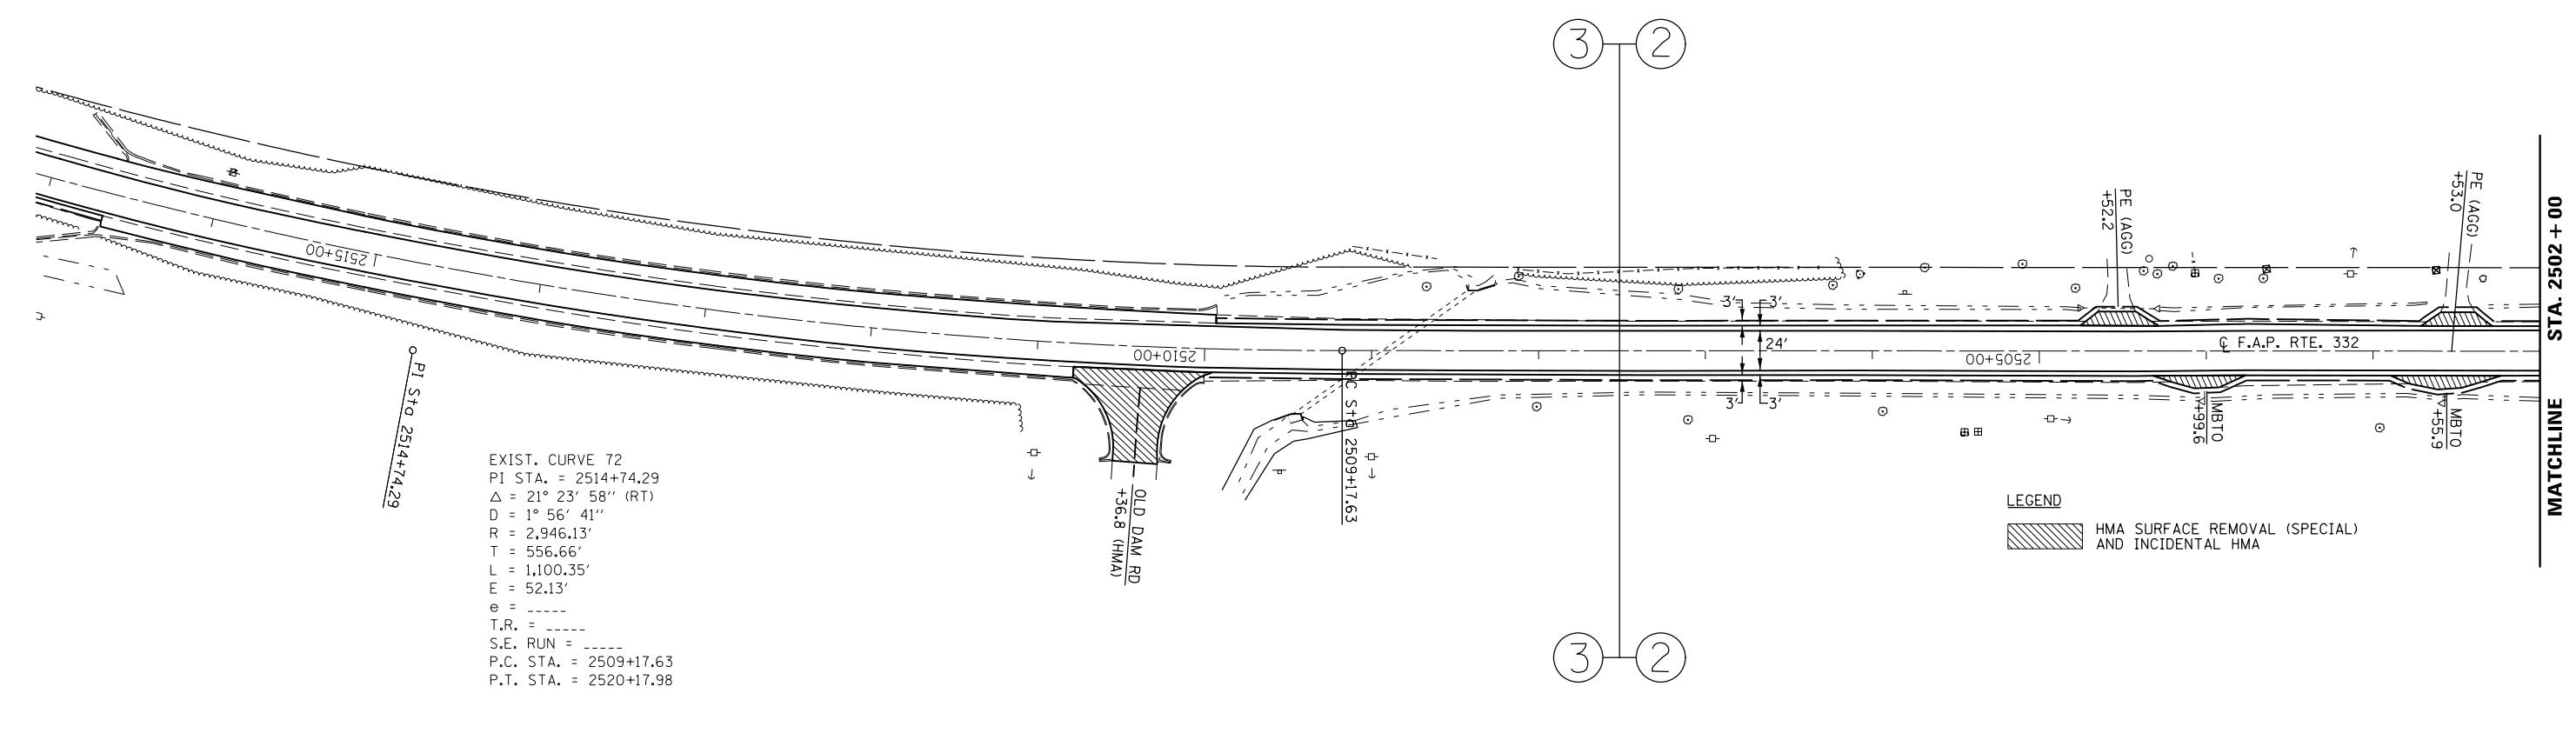 3
2
2515+00
2510+00
2505+00
PI Sta 2514+74.29
PC Sta 2509+17.63
OLD DAM RD
+36.8 (HMA)
3'
3'
24'
3'
3'
PE (AGG)
+52.2
PE (AGG)
+53.0
℄ F.A.P. RTE. 332
MBTO
+99.6
MBTO
+55.9
MATCHLINE STA. 2502 + 00
EXIST. CURVE 72
PI STA. = 2514+74.29
△ = 21° 23' 58" (RT)
D = 1° 56' 41"
R = 2,946.13'
T = 556.66'
L = 1,100.35'
E = 52.13'
e = _____
T.R. = _____
S.E. RUN = _____
P.C. STA. = 2509+17.63
P.T. STA. = 2520+17.98
LEGEND
HMA SURFACE REMOVAL (SPECIAL)
AND INCIDENTAL HMA
3
2